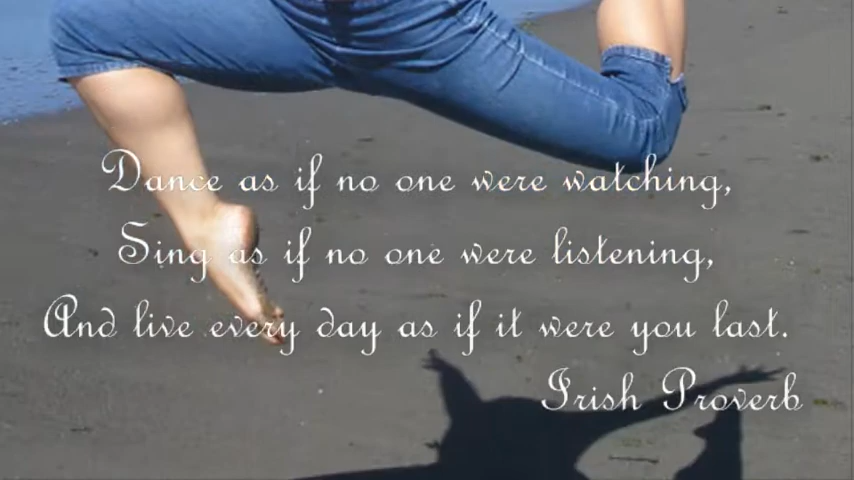 Dance as if no one were watching,
Sing as if no one were listening,
And live every day as if it were you last.
Irish Proverb